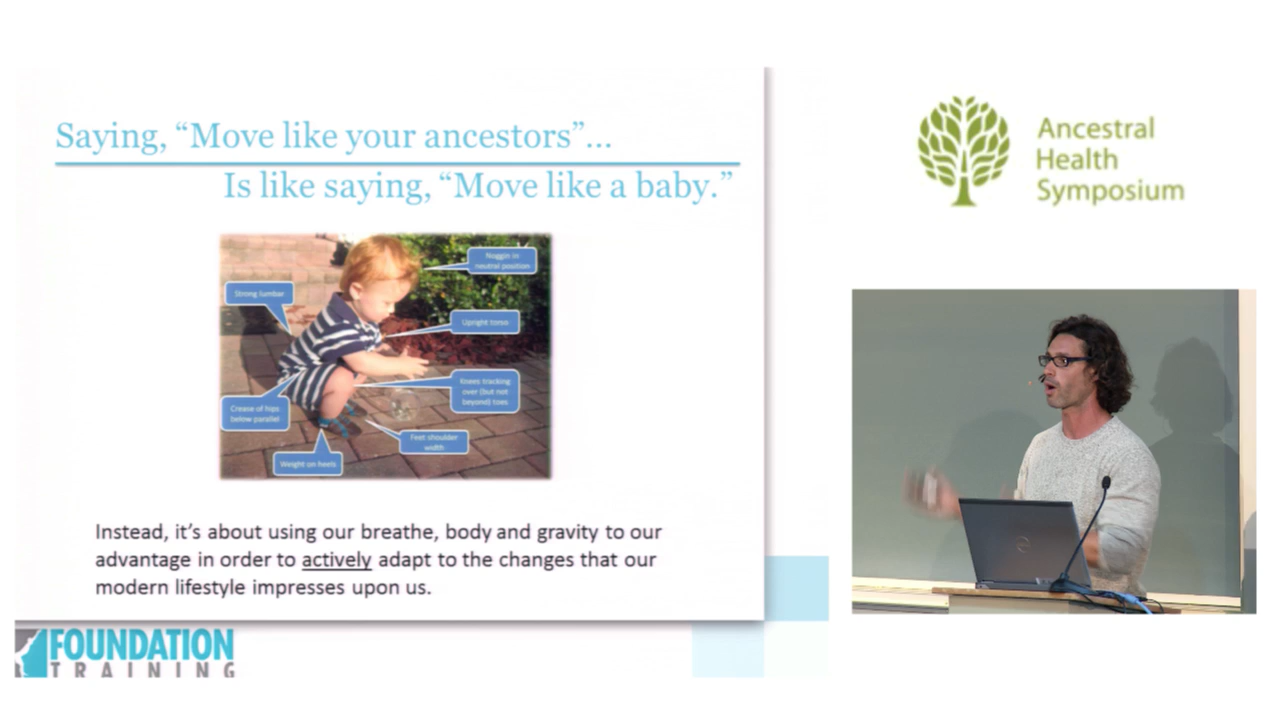 Saying, “Move like your ancestors”…
Is like saying, “Move like a baby.”
Noggin in
neutral position
Strong lumbar
Upright torso
Knees tracking
over (but not
beyond) toes
Crease of hips
below parallel
Feet shoulder
width
Weight on heels
Instead, it’s about using our breathe, body and gravity to our
advantage in order to actively adapt to the changes that our
modern lifestyle impresses upon us.
FOUNDATION
TRAINING
Ancestral
Health
Symposium